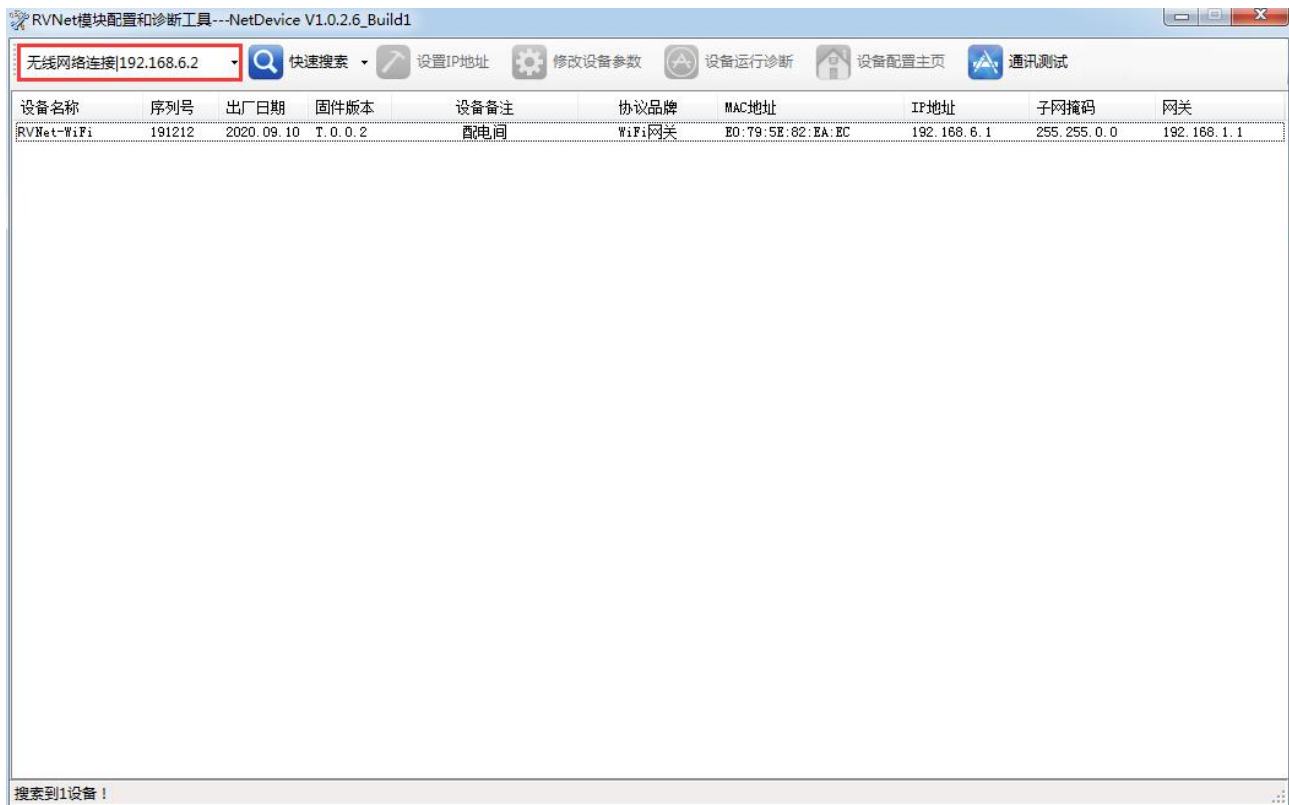 RVNet模块配置和诊断工具---NetDevice V1.0.2.6_Build1
无线网络连接|192.168.6.2 快速搜索 设置IP地址 修改设备参数 设备运行诊断 设备配置主页 通讯测试
设备名称 序列号 出厂日期 固件版本 设备备注 协议品牌 MAC地址 IP地址 子网掩码 网关
RVNet-WiFi 191212 2020.09.10 T.0.0.2 配电间 WiFi网关 E0:79:5E:82:EA:EC 192.168.6.1 255.255.0.0 192.168.1.1
搜索到1设备！